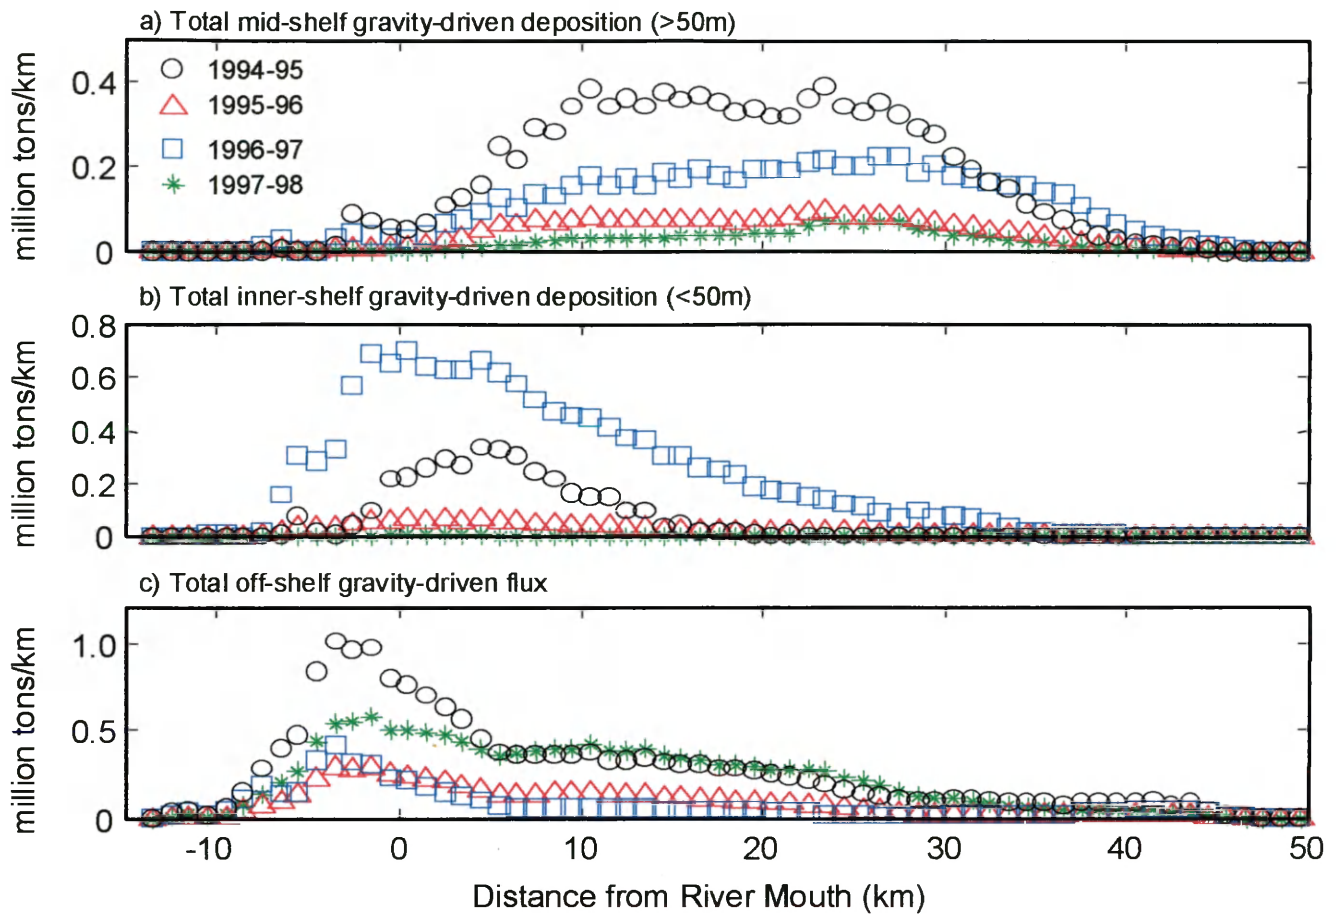 a) Total mid-shelf gravity-driven deposition (>50m)
million tons/km
0.4
0.2
0
1994-95
1995-96
1996-97
1997-98
b) Total inner-shelf gravity-driven deposition (<50m)
million tons/km
0.8
0.6
0.4
0.2
0
c) Total off-shelf gravity-driven flux
million tons/km
1.0
0.5
0
-10 0 10 20 30 40 50
Distance from River Mouth (km)